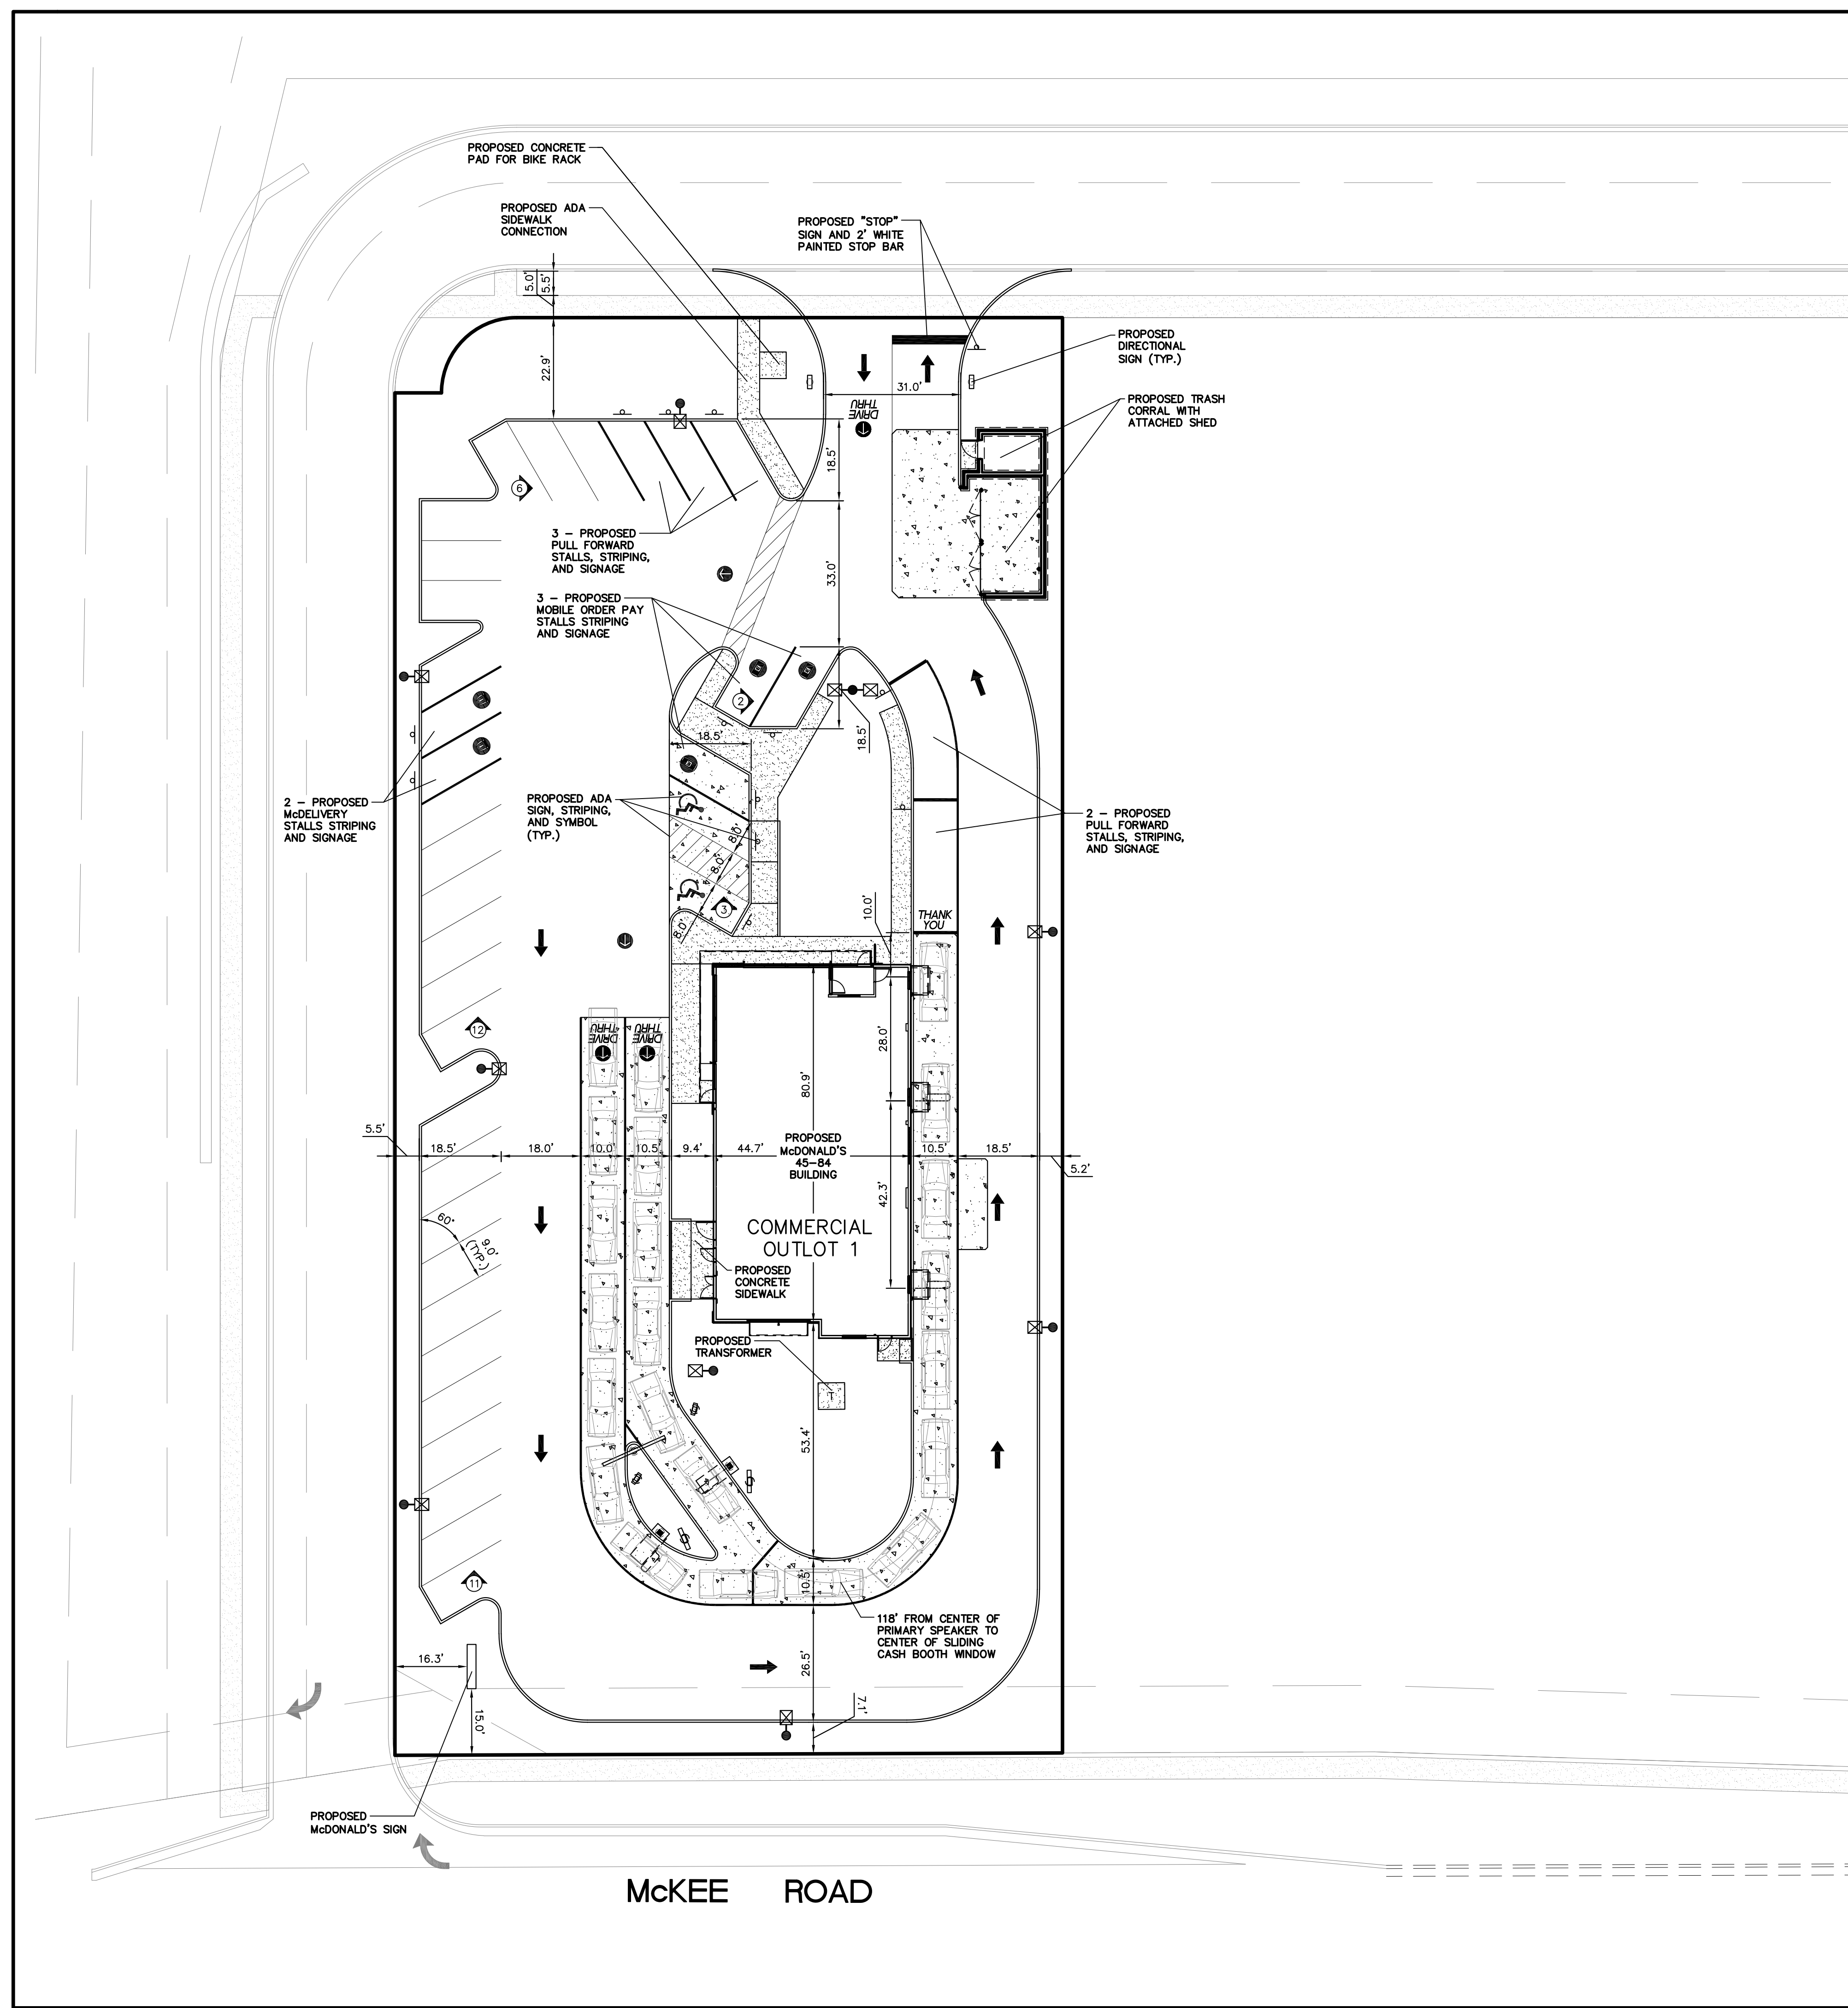 PROPOSED CONCRETE
PAD FOR BIKE RACK
PROPOSED ADA
SIDEWALK
CONNECTION
PROPOSED "STOP"
SIGN AND 2' WHITE
PAINTED STOP BAR
5.0'
5.5'
22.9'
PROPOSED
DIRECTIONAL
SIGN (TYP.)
31.0'
DRIVE
THRU
PROPOSED TRASH
CORRAL WITH
ATTACHED SHED
18.5'
6
3 – PROPOSED
PULL FORWARD
STALLS, STRIPING,
AND SIGNAGE
33.0'
3 – PROPOSED
MOBILE ORDER PAY
STALLS STRIPING
AND SIGNAGE
2
18.5'
18.5'
2 – PROPOSED
McDELIVERY
STALLS STRIPING
AND SIGNAGE
PROPOSED ADA
SIGN, STRIPING,
AND SYMBOL
(TYP.)
8.0'
8.0'
8.0'
3
2 – PROPOSED
PULL FORWARD
STALLS, STRIPING,
AND SIGNAGE
10.0'
THANK
YOU
12
DRIVE
THRU
DRIVE
THRU
28.0'
80.9'
5.5'
18.5'
18.0'
10.0'
10.5'
9.4'
44.7'
PROPOSED
McDONALD'S
45–84
BUILDING
10.5'
18.5'
5.2'
42.3'
60°
9.0'
(TYP.)
COMMERCIAL
OUTLOT 1
PROPOSED
CONCRETE
SIDEWALK
PROPOSED
TRANSFORMER
T
53.4'
11
10.5'
118' FROM CENTER OF
PRIMARY SPEAKER TO
CENTER OF SLIDING
CASH BOOTH WINDOW
16.3'
26.5'
15.0'
7.1'
PROPOSED
McDONALD'S SIGN
McKEE ROAD